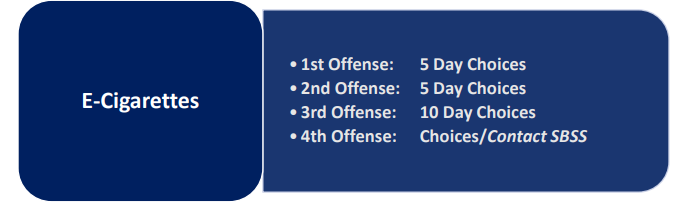 E-Cigarettes
• 1st Offense: 5 Day Choices
• 2nd Offense: 5 Day Choices
• 3rd Offense: 10 Day Choices
• 4th Offense: Choices/Contact SBSS